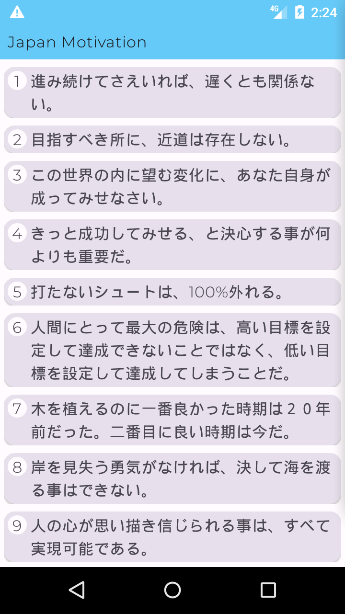 2:24
Japan Motivation
1 進み続けてさえいれば、遅くとも関係な
い。
2 目指すべき所に、近道は存在しない。
3 この世界の内に望む変化に、あなた自身が
成ってみせなさい。
4 きっと成功してみせる、と決心する事が何
よりも重要だ。
5 打たないシュートは、100%外れる。
6 人間にとって最大の危険は、高い目標を設
定して達成できないことではなく、低い目
標を設定して達成してしまうことだ。
7 木を植えるのに一番良かった時期は２０年
前だった。二番目に良い時期は今だ。
8 岸を見失う勇気がなければ、決して海を渡
る事はできない。
9 人の心が思い描き信じられる事は、すべて
実現可能である。